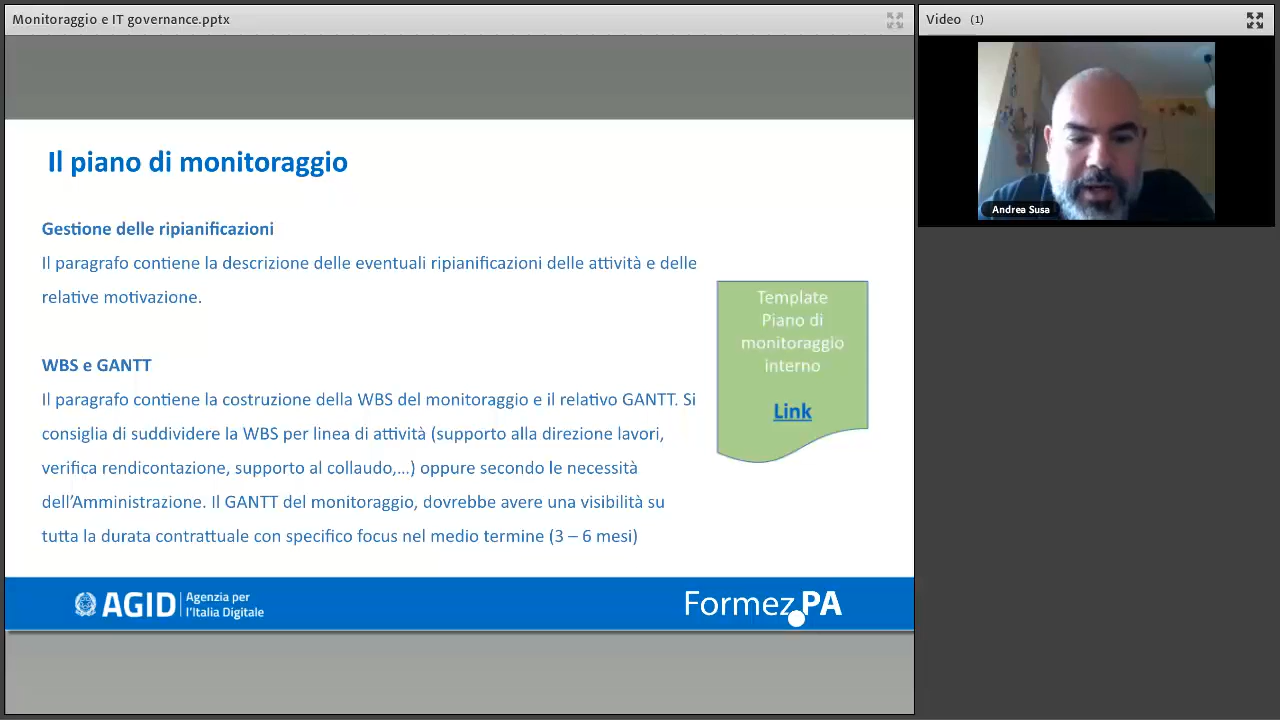 Monitoraggio e IT governance.pptx
Video (1)
Andrea Susa
Il piano di monitoraggio
Gestione delle ripianificazioni
Il paragrafo contiene la descrizione delle eventuali ripianificazioni delle attività e delle
relative motivazione.
WBS e GANTT
Il paragrafo contiene la costruzione della WBS del monitoraggio e il relativo GANTT. Si
consiglia di suddividere la WBS per linea di attività (supporto alla direzione lavori,
verifica rendicontazione, supporto al collaudo,...) oppure secondo le necessità
dell'Amministrazione. Il GANTT del monitoraggio, dovrebbe avere una visibilità su
tutta la durata contrattuale con specifico focus nel medio termine (3 – 6 mesi)
Template
Piano di
monitoraggio
interno
Link
AGID
Agenzia per
l'Italia Digitale
Formez.PA